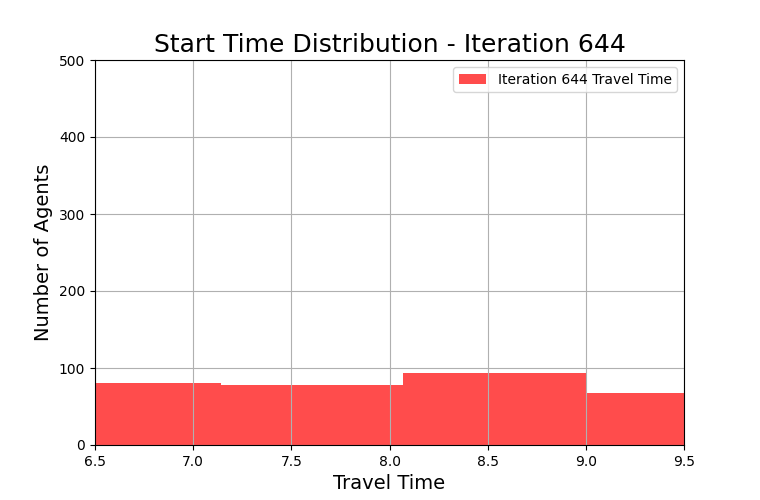 Start Time Distribution - Iteration 644
Iteration 644 Travel Time
Number of Agents
500
400
300
200
100
0
6.5 7.0 7.5 8.0 8.5 9.0 9.5
Travel Time